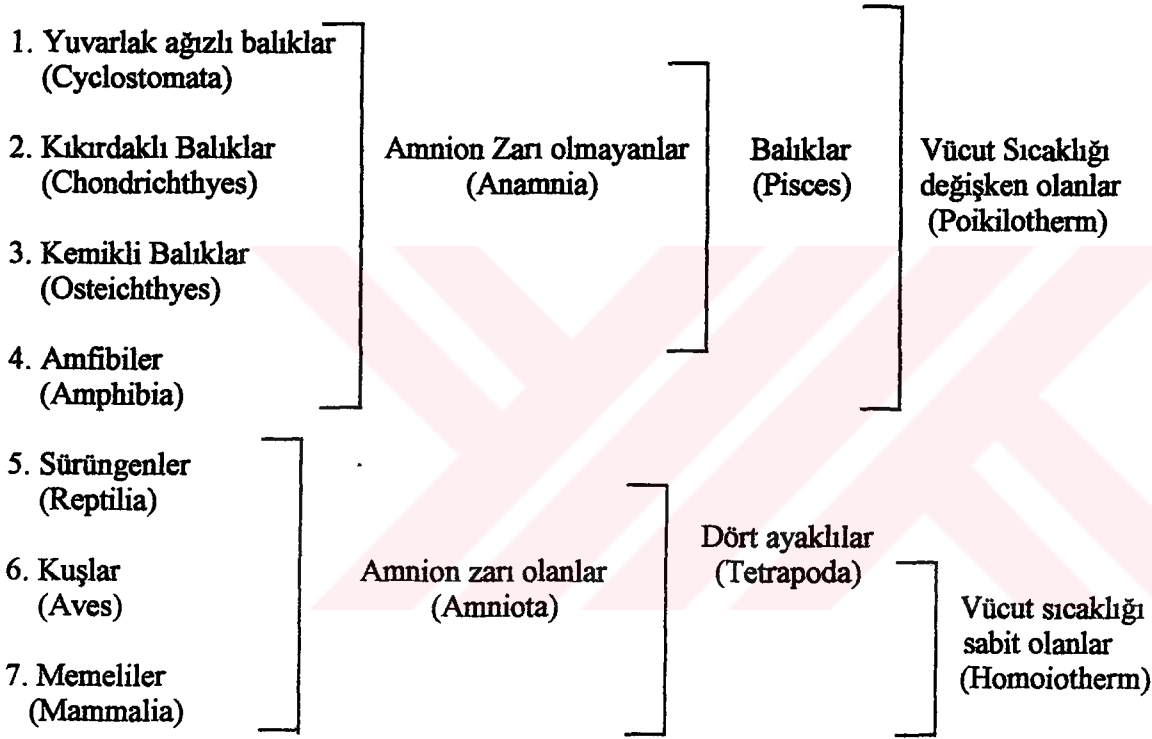 1. Yuvarlak ağızlı balıklar
(Cyclostomata)
2. Kıkırdaklı Balıklar
(Chondrichthyes)
3. Kemikli Balıklar
(Osteichthyes)
4. Amfibiler
(Amphibia)
5. Sürüngenler
(Reptilia)
6. Kuşlar
(Aves)
7. Memeliler
(Mammalia)
Amnion Zarı olmayanlar
(Anamnia)
Amnion zarı olanlar
(Amniota)
Balıklar
(Pisces)
Dört ayaklılar
(Tetrapoda)
Vücut Sıcaklığı
değişken olanlar
(Poikilotherm)
Vücut sıcaklığı
sabit olanlar
(Homoiotherm)